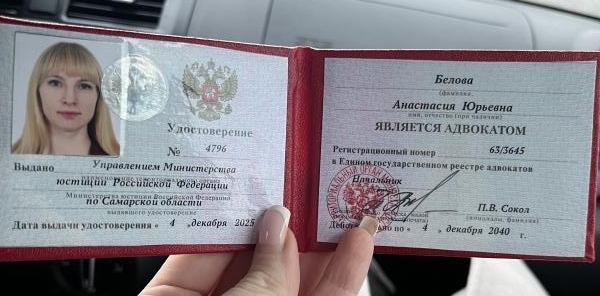 Удостоверение
№ 4796
Выдано Управлением Министерства
юстиции Российской Федерации
Министерства юстиции Российской Федерации,
по Самарской области
выдавшего удостоверение)
Дата выдачи удостоверения « 4 » декабря 2025
Белова
(фамилия,
Анастасия Юрьевна
имя, отчество (при наличии)
ЯВЛЯЕТСЯ АДВОКАТОМ
Регистрационный номер 63/3645
в Едином государственном реестре адвокатов
Начальник
П.В. Сокол
(инициалы, фамилия)
по « 4 » декабря 2040 г.